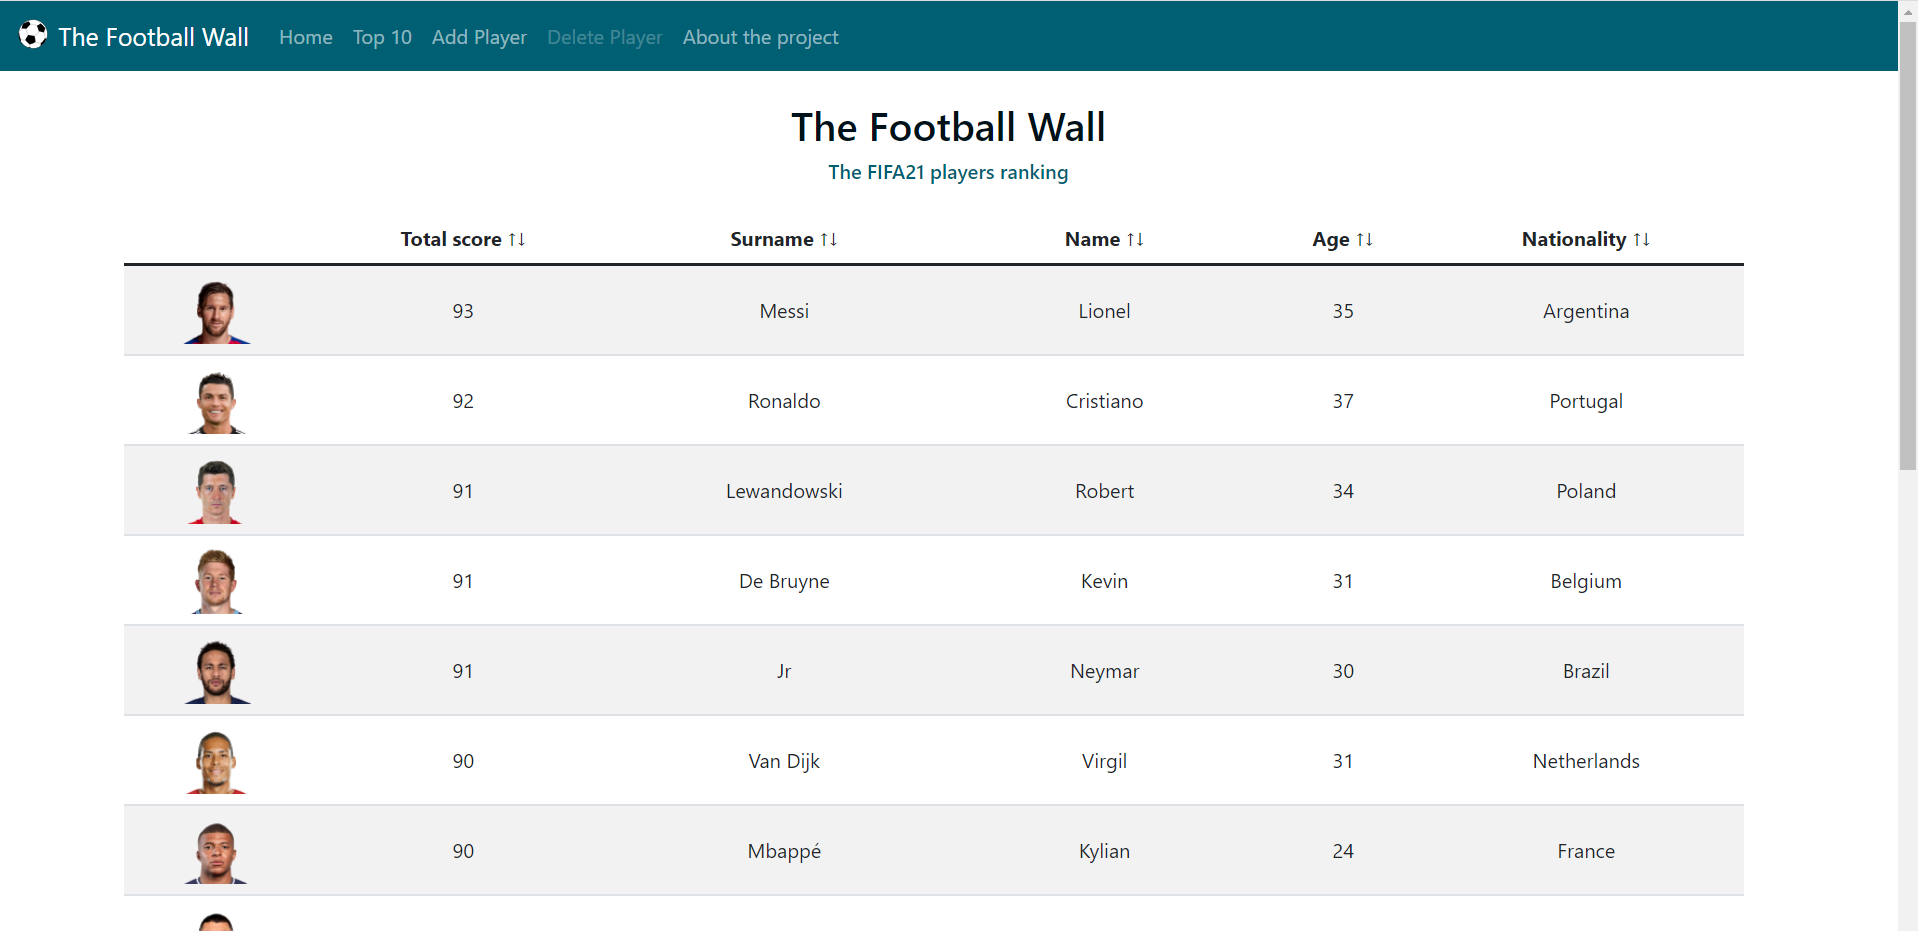 The Football Wall Home Top 10 Add Player Delete Player About the project
The Football Wall
The FIFA21 players ranking
Total score ↑↓ Surname ↑↓ Name ↑↓ Age ↑↓ Nationality ↑↓
93 Messi Lionel 35 Argentina
92 Ronaldo Cristiano 37 Portugal
91 Lewandowski Robert 34 Poland
91 De Bruyne Kevin 31 Belgium
91 Jr Neymar 30 Brazil
90 Van Dijk Virgil 31 Netherlands
90 Mbappé Kylian 24 France